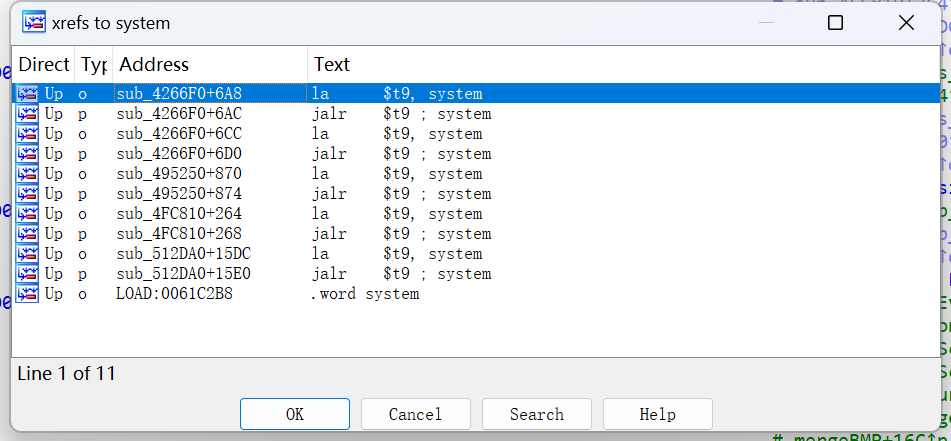 xrefs to system
Direct Typ Address Text
Up o sub_4266F0+6A8 la $t9, system
Up p sub_4266F0+6AC jalr $t9 ; system
Up o sub_4266F0+6CC la $t9, system
Up p sub_4266F0+6D0 jalr $t9 ; system
Up o sub_495250+870 la $t9, system
Up p sub_495250+874 jalr $t9 ; system
Up o sub_4FC810+264 la $t9, system
Up p sub_4FC810+268 jalr $t9 ; system
Up o sub_512DA0+15DC la $t9, system
Up p sub_512DA0+15E0 jalr $t9 ; system
Up o LOAD:0061C2B8 .word system
Line 1 of 11
OK Cancel Search Help